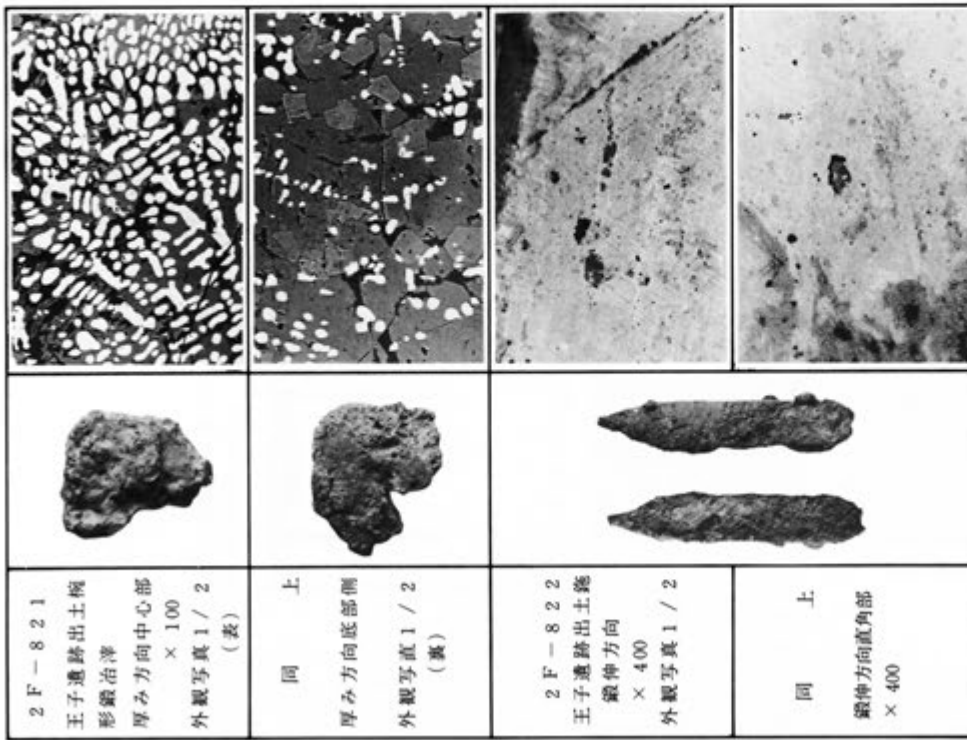 2F-821
王子遺跡出土椀
形鍛冶滓
厚み方向中心部
×100
外観写真1/2
(表)
同　上
厚み方向底部側
外観写直1/2
(裏)
2F-822
王子遺跡出土鉇
鍛伸方向
×400
外観写真1/2
同　上
鍛伸方向直角部
×400